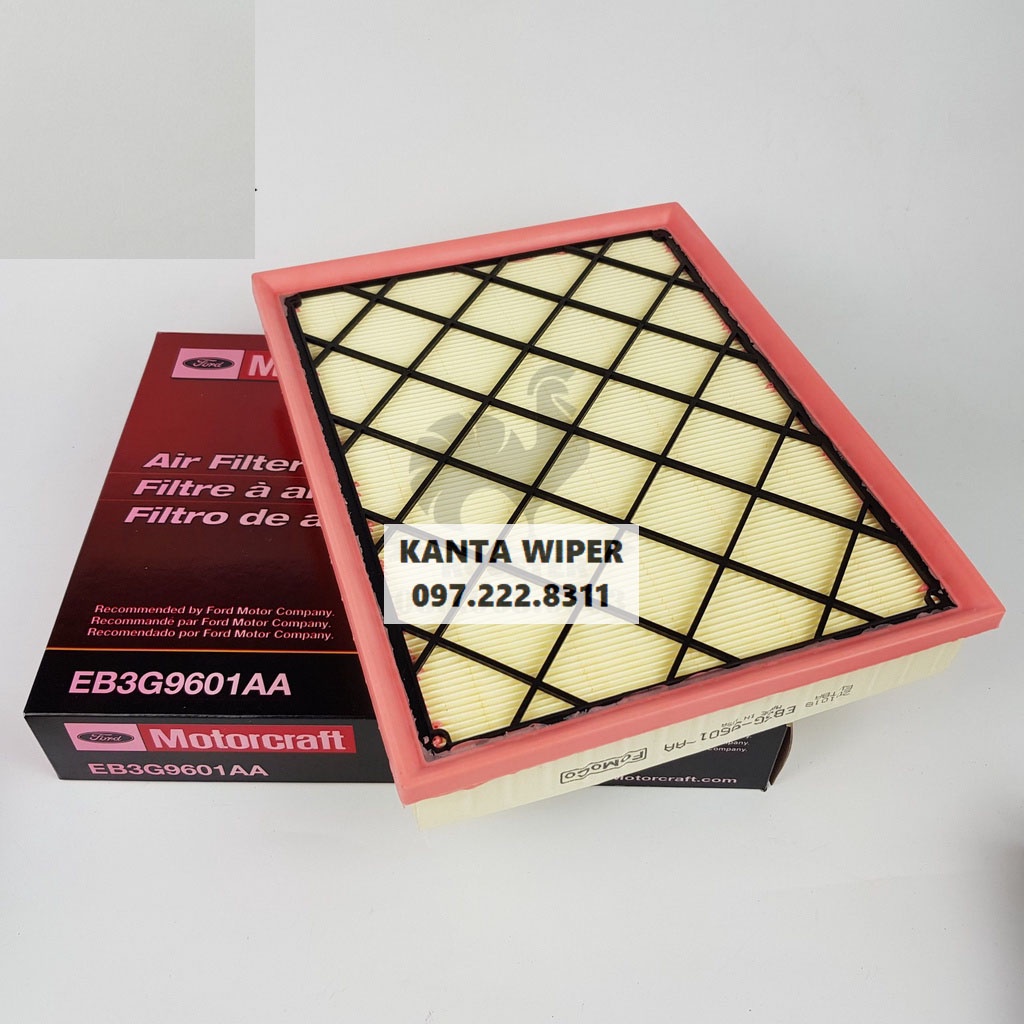 Ford
Air Filter
Filtre à
Filtro de
Recommended by Ford Motor Company.
Recommandé par Ford Motor Company.
Recomendado por Ford Motor Company.
EB3G9601AA
Ford Motorcraft
EB3G9601AA
KANTA WIPER
097.222.8311
EB3G-9601-AA
FoMoCo
otorcraft.com